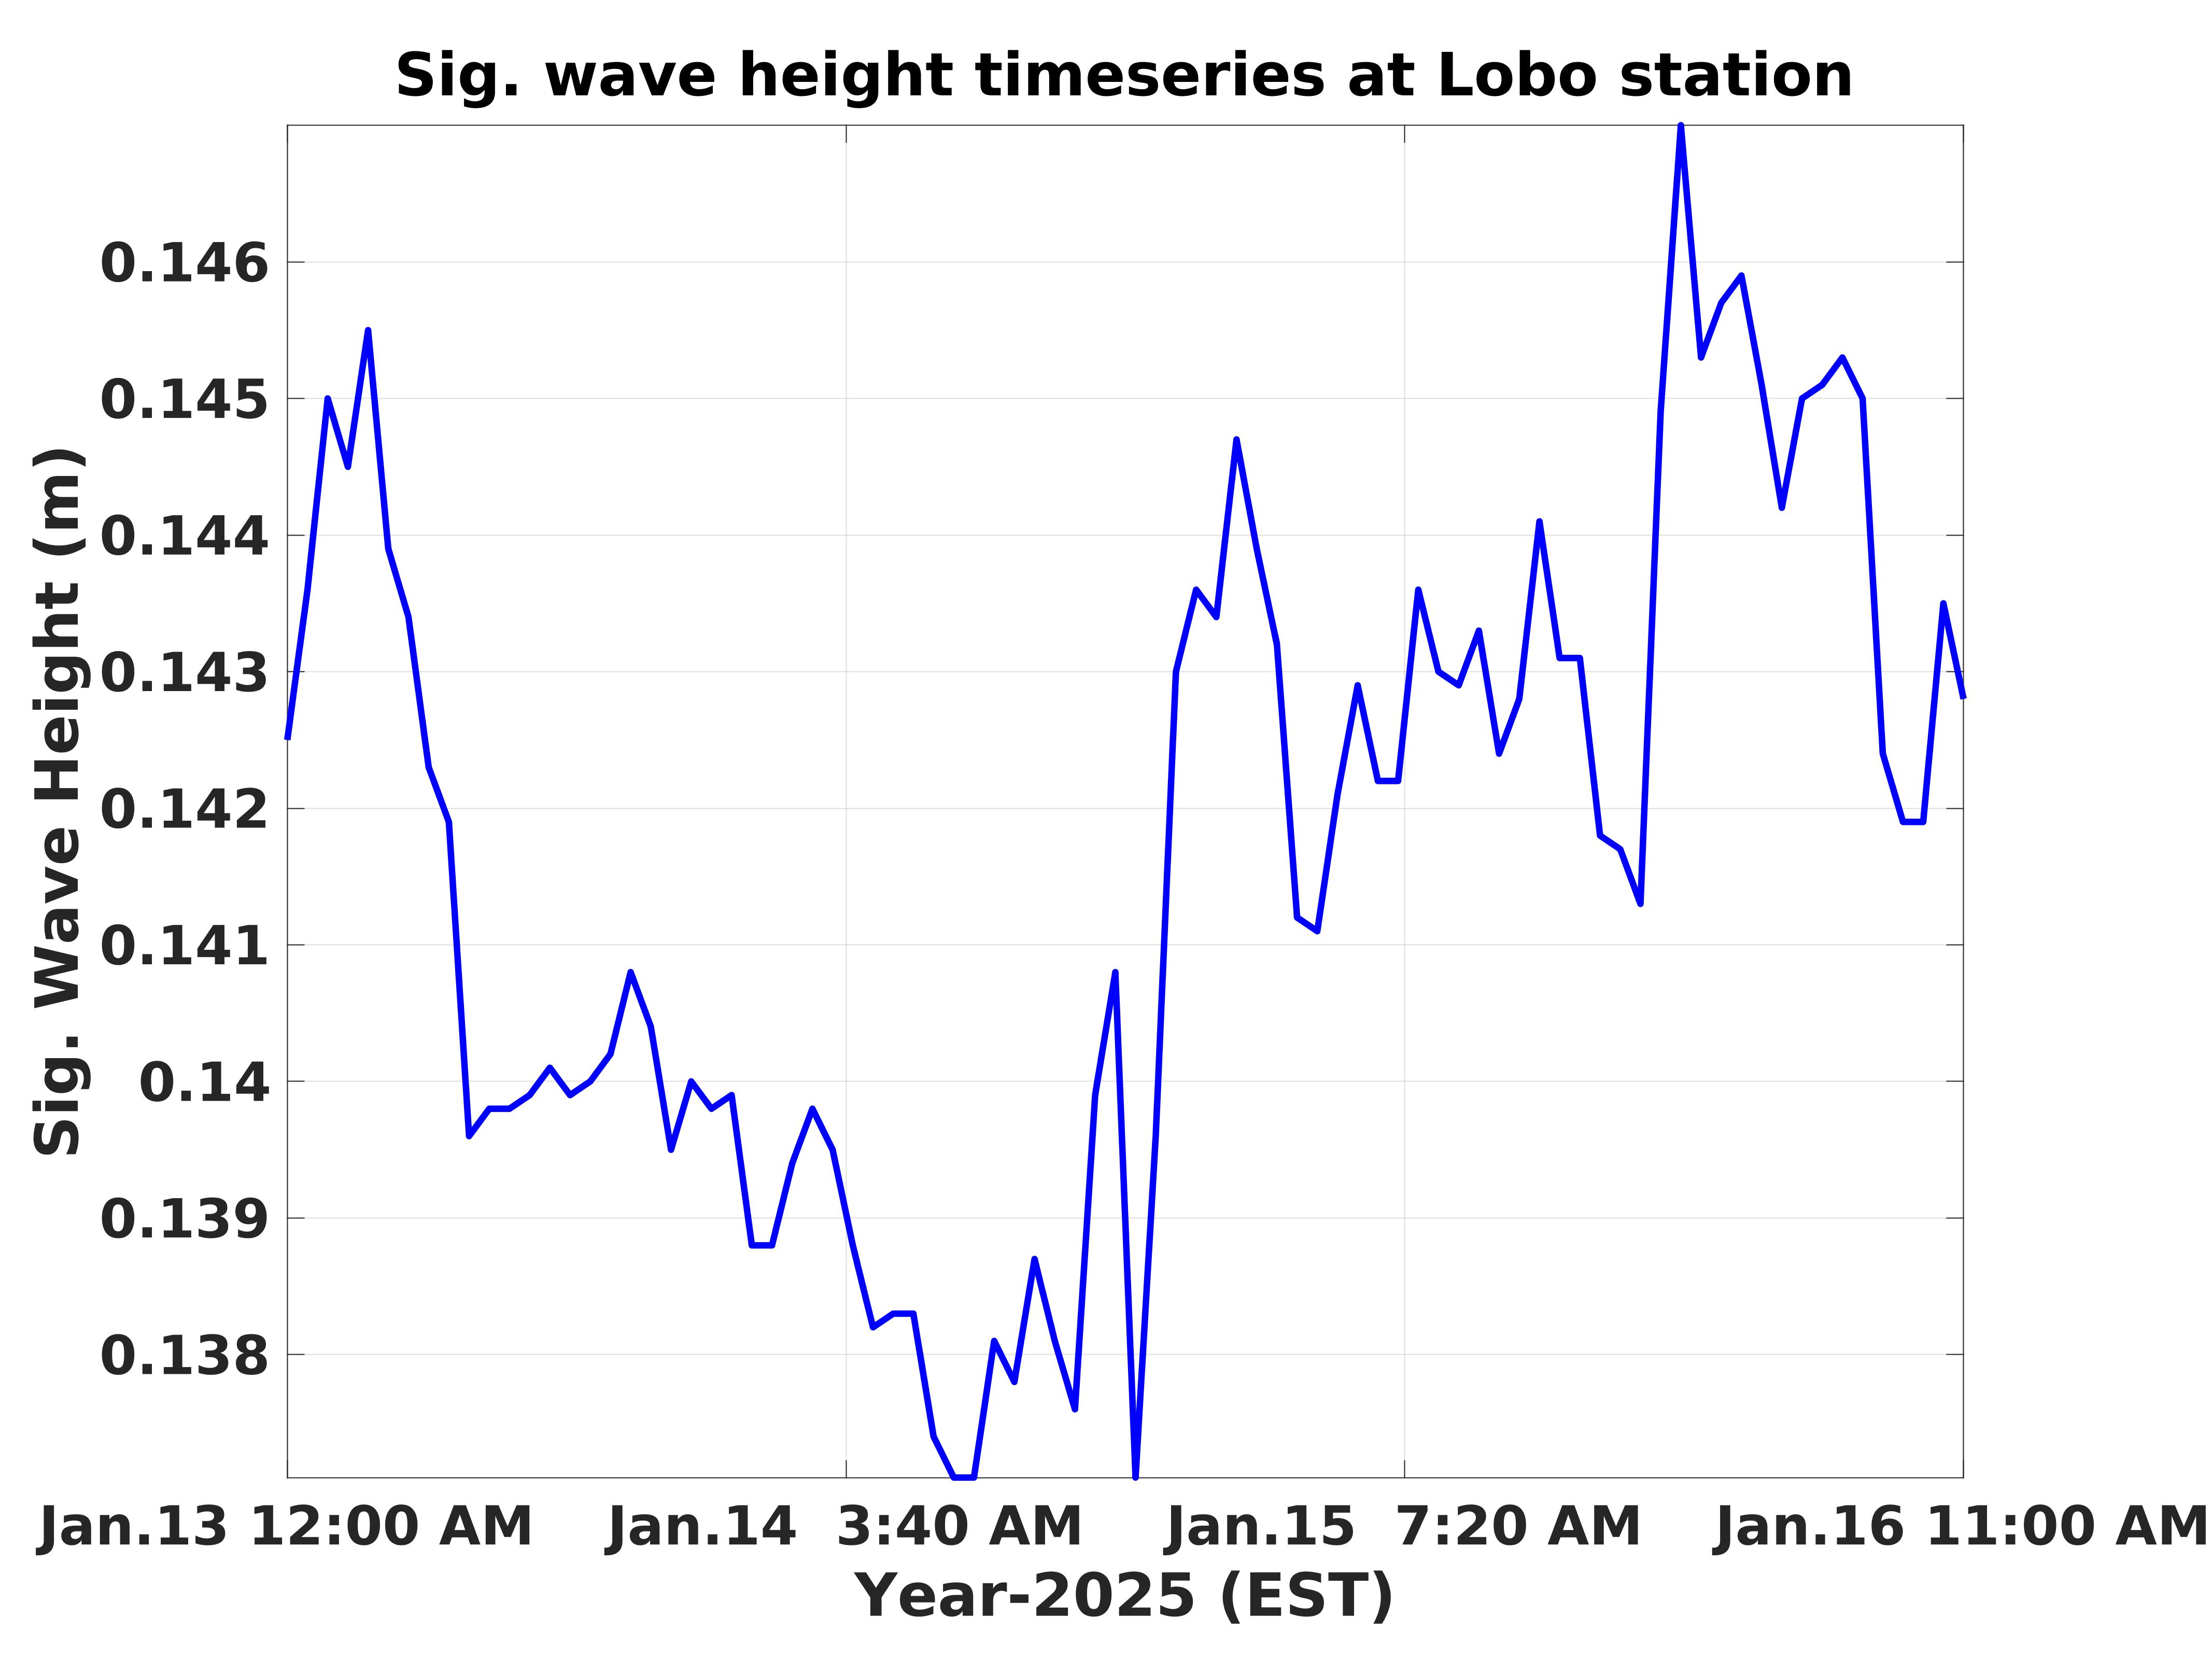 Sig. wave height timeseries at Lobo station
Sig. Wave Height (m)
0.146
0.145
0.144
0.143
0.142
0.141
0.14
0.139
0.138
Jan.13 12:00 AM Jan.14 3:40 AM Jan.15 7:20 AM Jan.16 11:00 AM
Year-2025 (EST)